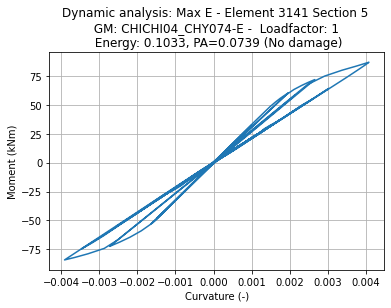 Dynamic analysis: Max E - Element 3141 Section 5
GM: CHICHI04_CHY074-E -  Loadfactor: 1
Energy: 0.1033, PA=0.0739 (No damage)
Moment (kNm)
75
50
25
0
−25
−50
−75
−0.004 −0.003 −0.002 −0.001 0.000 0.001 0.002 0.003 0.004
Curvature (-)